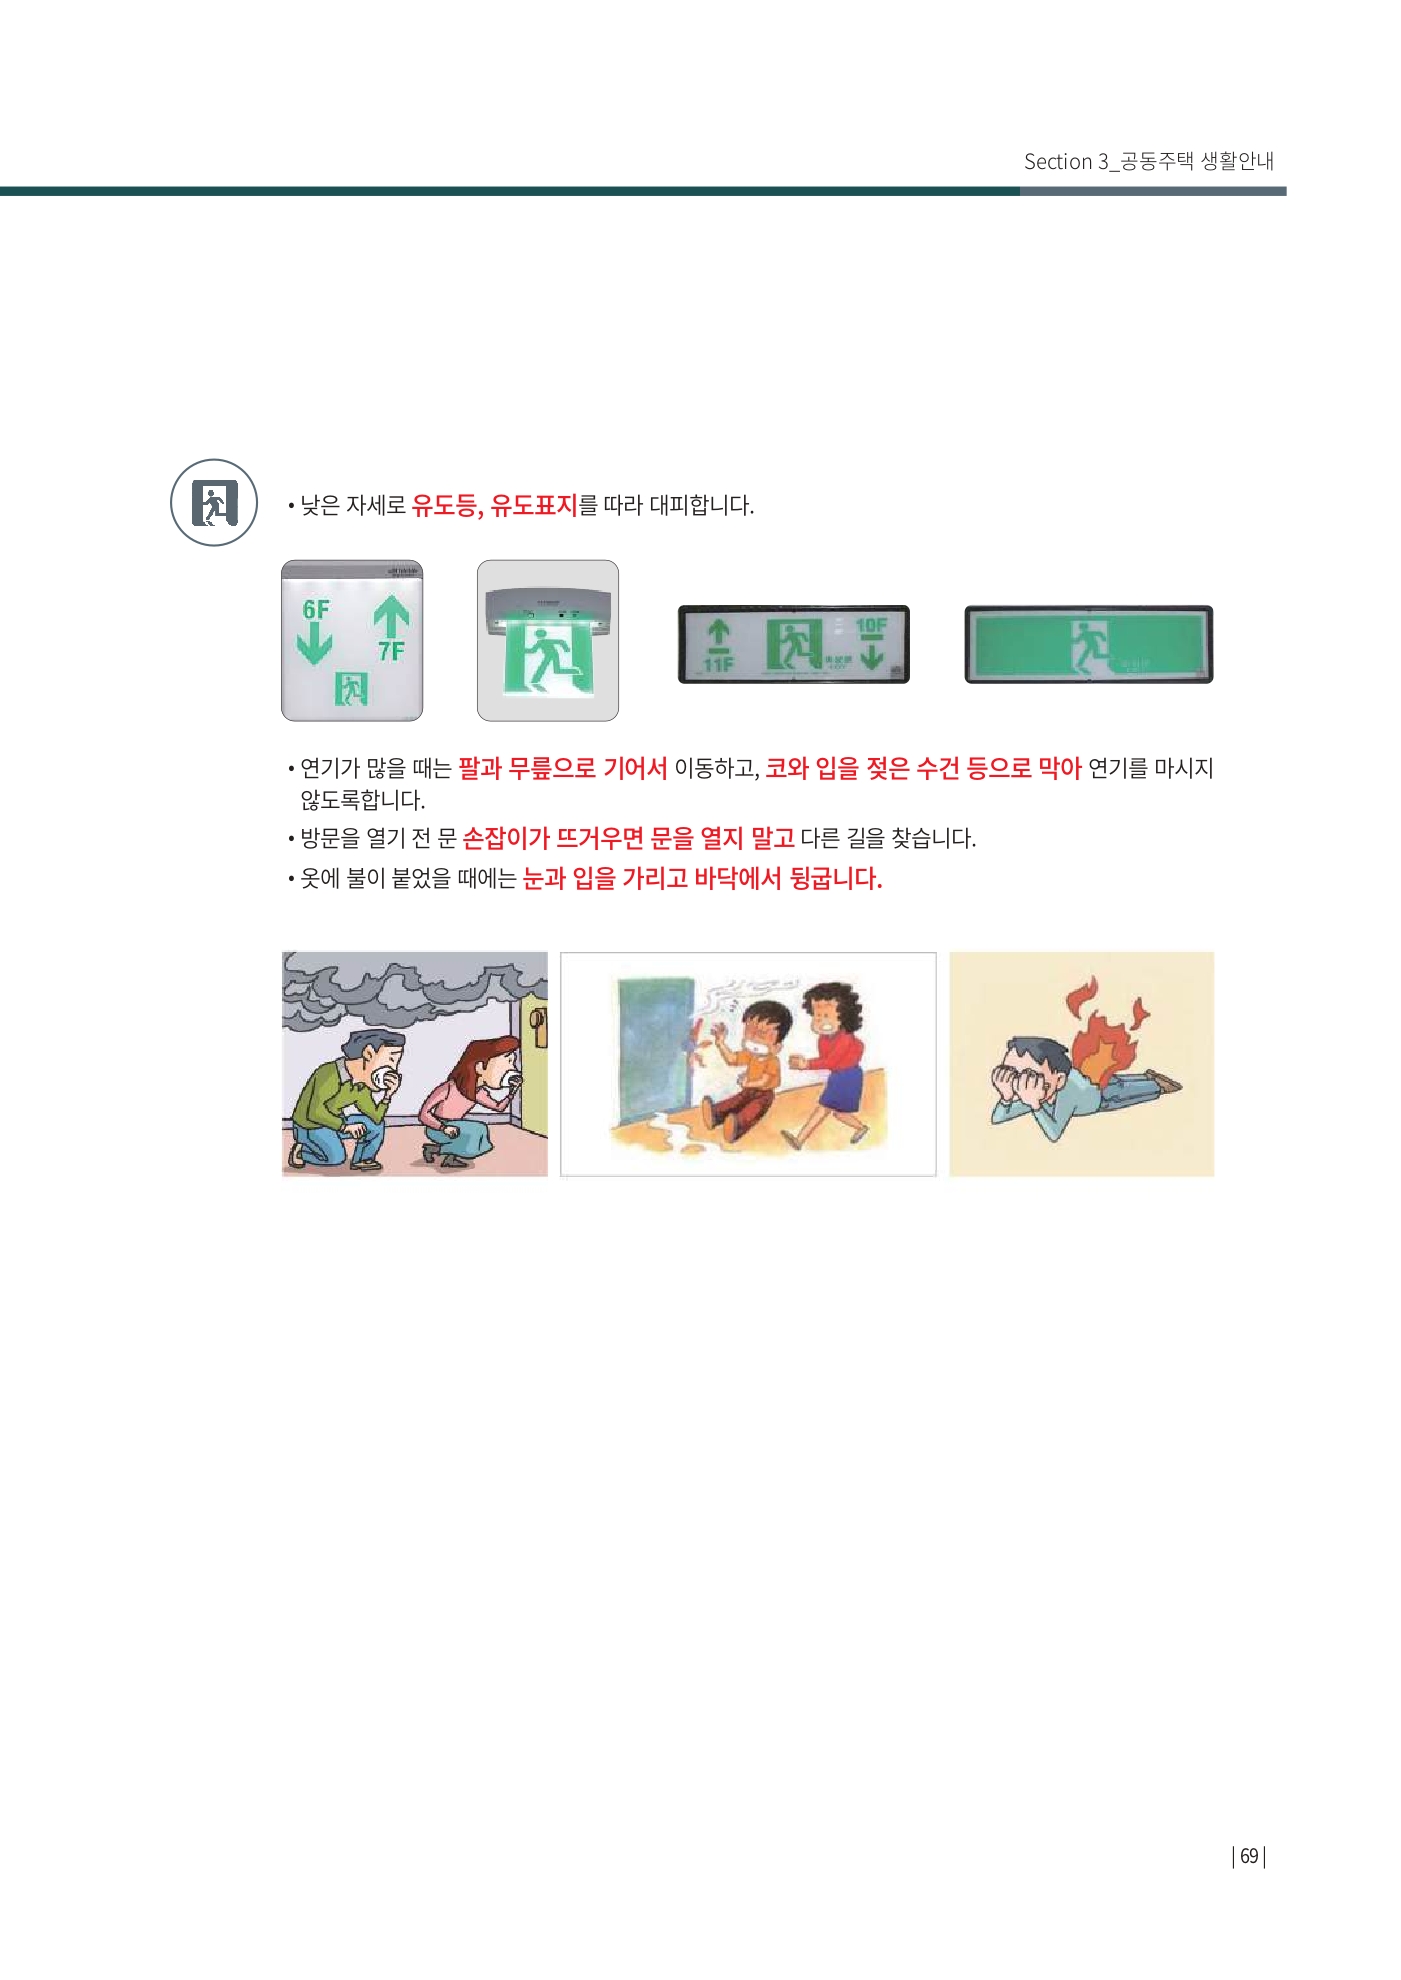 Section 3_공동주택 생활안내
• 낮은 자세로 유도등, 유도표지를 따라 대피합니다.
6F
7F
11F
10F
• 연기가 많을 때는 팔과 무릎으로 기어서 이동하고, 코와 입을 젖은 수건 등으로 막아 연기를 마시지
않도록합니다.
• 방문을 열기 전 문 손잡이가 뜨거우면 문을 열지 말고 다른 길을 찾습니다.
• 옷에 불이 붙었을 때에는 눈과 입을 가리고 바닥에서 뒹굽니다.
| 69 |